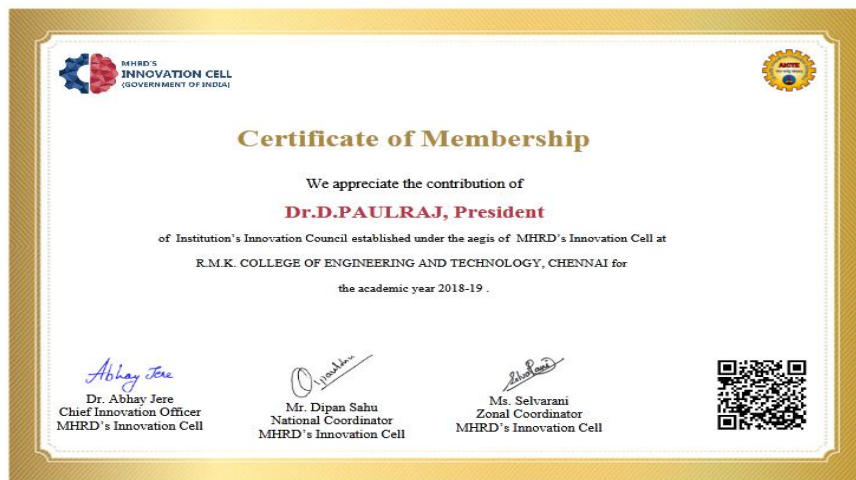 MHRD'S
INNOVATION CELL
(GOVERNMENT OF INDIA)
AICTE
Certificate of Membership
We appreciate the contribution of
Dr.D.PAULRAJ, President
of Institution's Innovation Council established under the aegis of MHRD's Innovation Cell at
R.M.K. COLLEGE OF ENGINEERING AND TECHNOLOGY, CHENNAI for
the academic year 2018-19 .
Abhay Jere
Dr. Abhay Jere
Chief Innovation Officer
MHRD's Innovation Cell
Mr. Dipan Sahu
National Coordinator
MHRD's Innovation Cell
Selvarani
Ms. Selvarani
Zonal Coordinator
MHRD's Innovation Cell